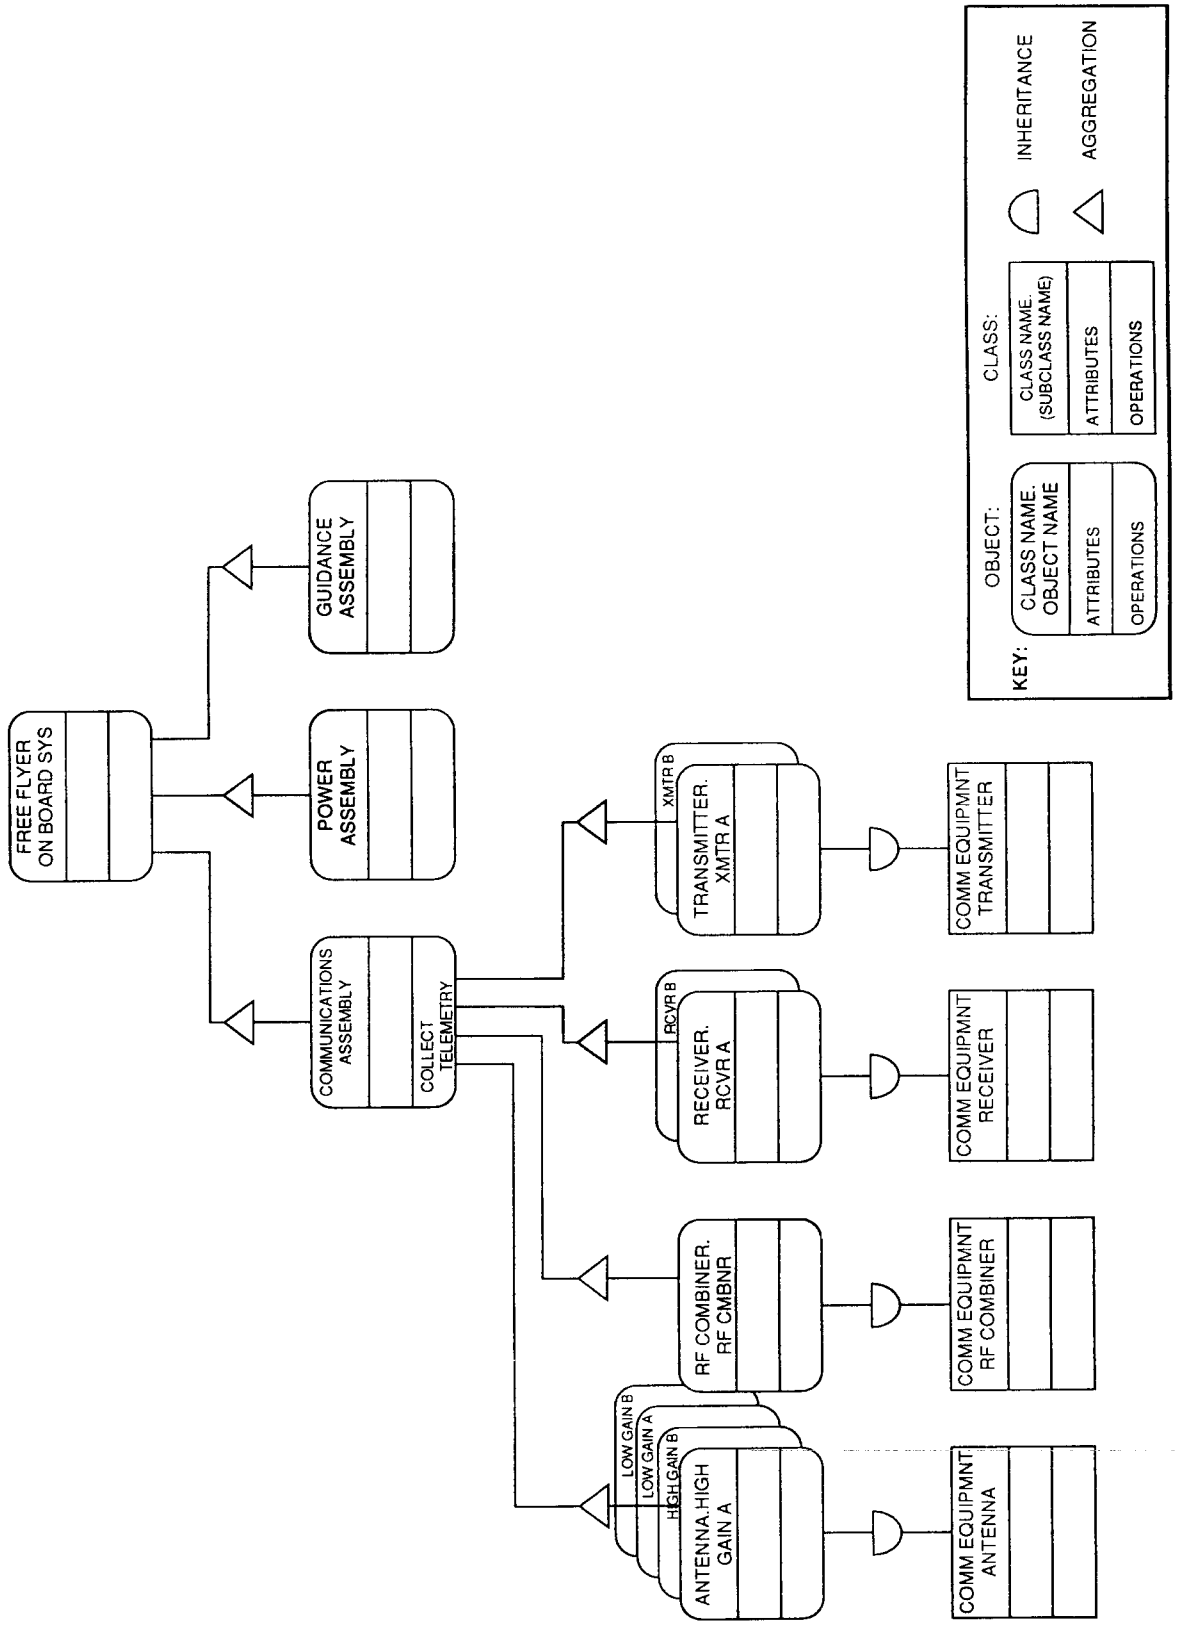 FREE FLYER
ON BOARD SYS
COMMUNICATIONS
ASSEMBLY
COLLECT
TELEMETRY
POWER
ASSEMBLY
GUIDANCE
ASSEMBLY
LOW GAIN B
LOW GAIN A
HIGH GAIN B
ANTENNA.HIGH
GAIN A
RF COMBINER.
RF CMBNR
RCVR B
RECEIVER.
RCVR A
XMTR B
TRANSMITTER.
XMTR A
COMM EQUIPMNT
ANTENNA
COMM EQUIPMNT
RF COMBINER
COMM EQUIPMNT
RECEIVER
COMM EQUIPMNT
TRANSMITTER
KEY:
OBJECT:
CLASS NAME.
OBJECT NAME
ATTRIBUTES
OPERATIONS
CLASS:
CLASS NAME.
(SUBCLASS NAME)
ATTRIBUTES
OPERATIONS
INHERITANCE
AGGREGATION